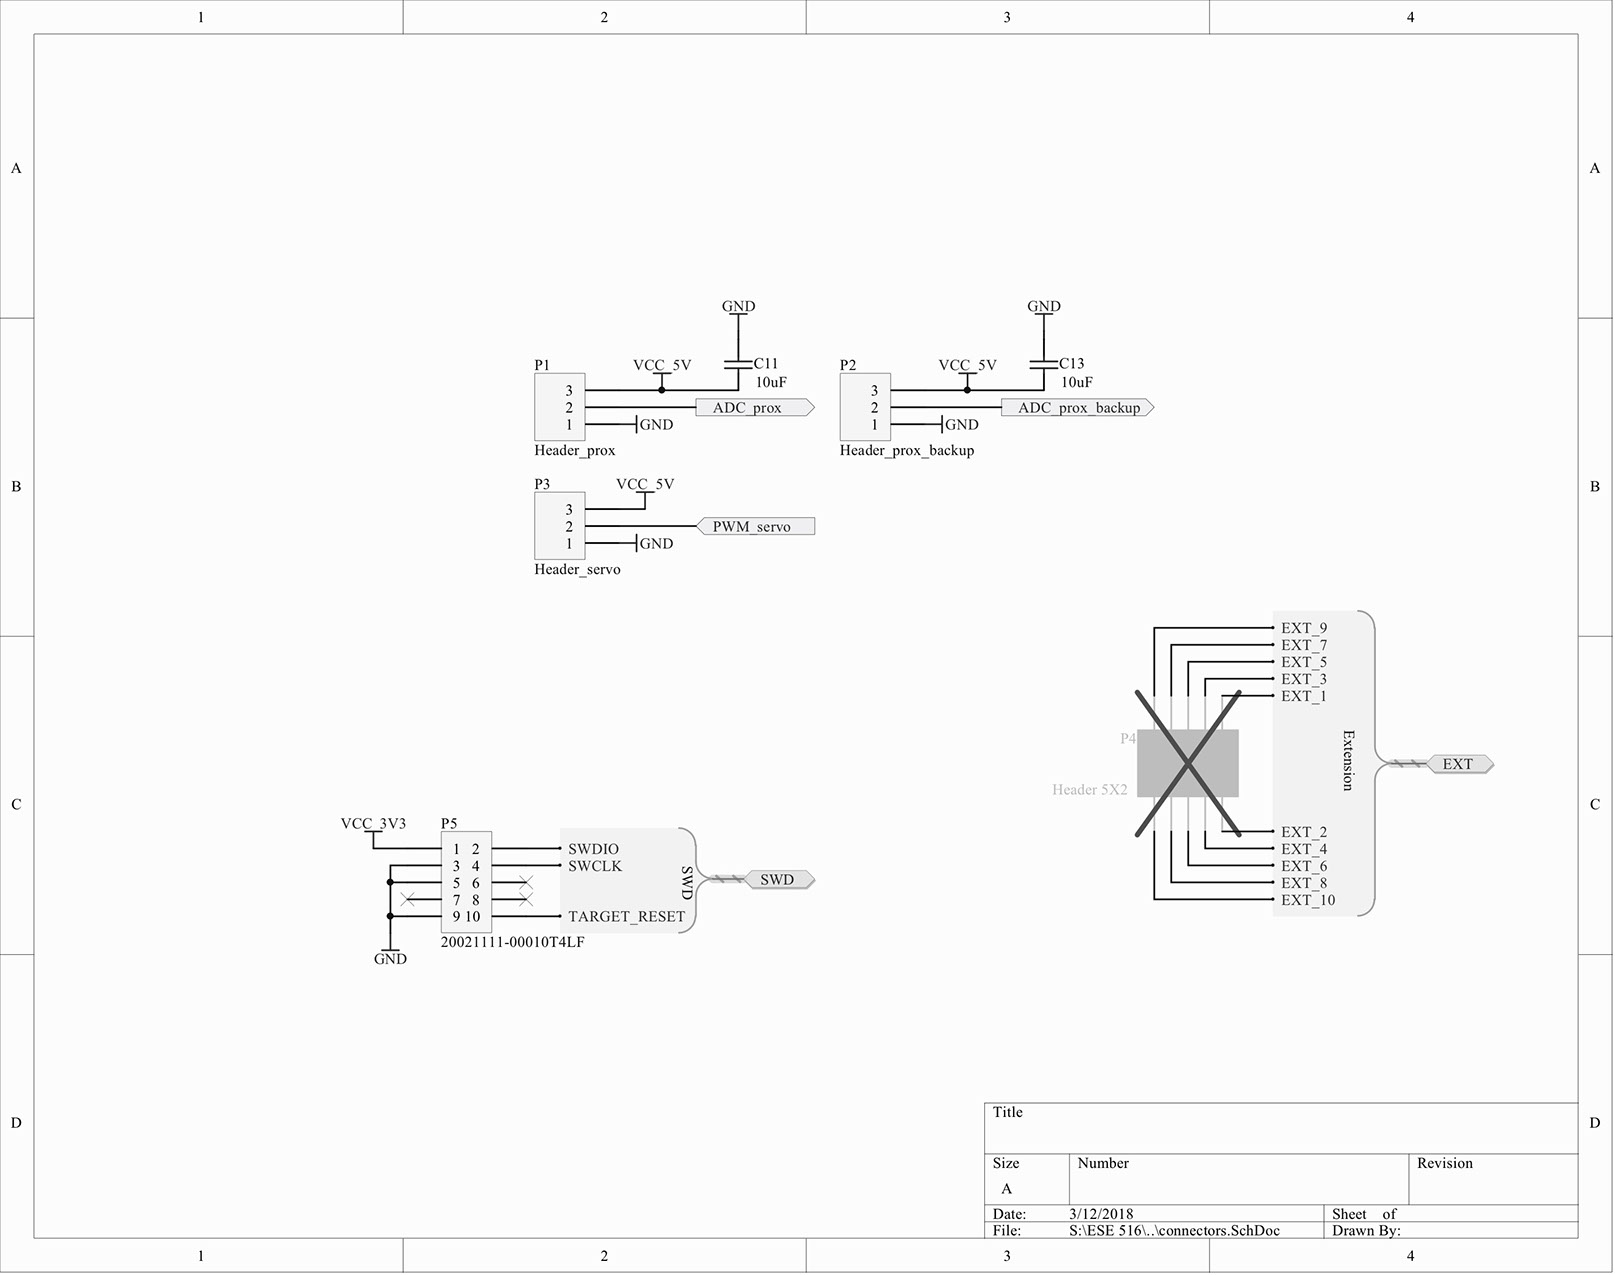 1 2 3 4
A A
GND GND
P1 VCC_5V C11 P2 VCC_5V C13
10uF 10uF
3 3
2 ADC_prox 2 ADC_prox_backup
1 GND 1 GND
Header_prox Header_prox_backup
P3 VCC_5V
B B
3
2 PWM_servo
1 GND
Header_servo
EXT_9
EXT_7
EXT_5
EXT_3
EXT_1
P4
Extension
EXT
Header 5X2
C C
VCC_3V3 P5
EXT_2
1 2 SWDIO EXT_4
3 4 SWCLK EXT_6
5 6 SWD SWD EXT_8
7 8 EXT_10
9 10 TARGET_RESET
20021111-00010T4LF
GND
Title
D D
Size Number Revision
A
Date: 3/12/2018 Sheet of
File: S:\ESE 516\..\connectors.SchDoc Drawn By:
1 2 3 4